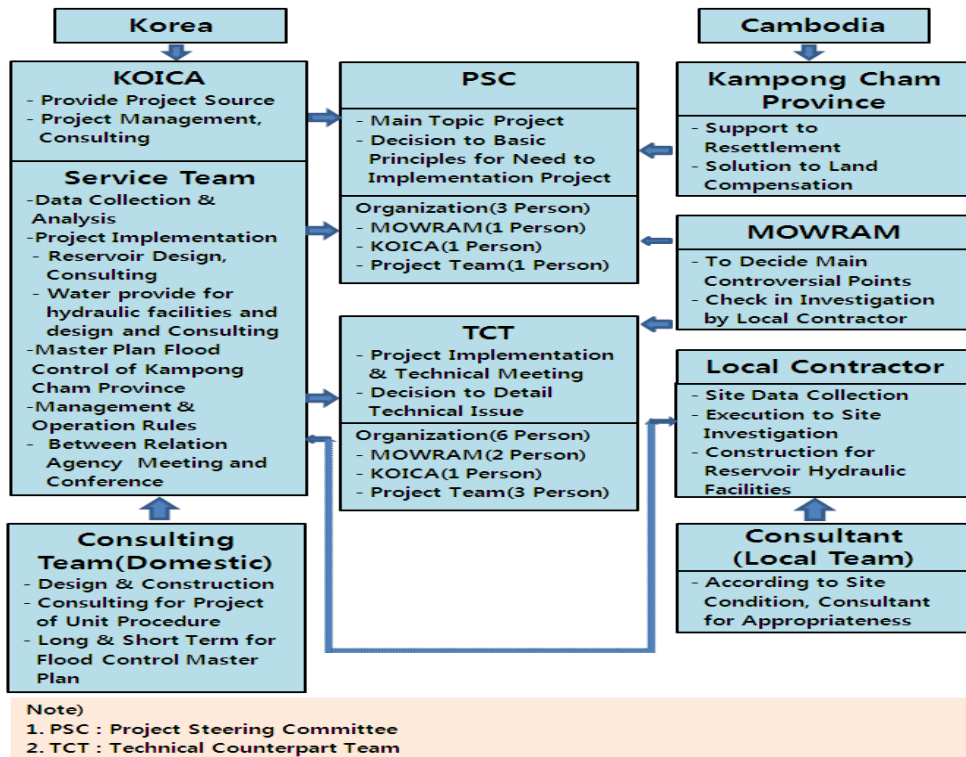 Korea
KOICA
- Provide Project Source
- Project Management,
Consulting
Service Team
-Data Collection &
Analysis
-Project Implementation
- Reservoir Design,
Consulting
- Water provide for
hydraulic facilities and
design and Consulting
-Master Plan Flood
Control of Kampong
Cham Province
-Management &
Operation Rules
- Between Relation
Agency Meeting and
Conference
Consulting
Team(Domestic)
- Design & Construction
- Consulting for Project
of Unit Procedure
- Long & Short Term for
Flood Control Master
Plan
PSC
- Main Topic Project
- Decision to Basic
Principles for Need to
Implementation Project
Organization(3 Person)
- MOWRAM(1 Person)
- KOICA(1 Person)
- Project Team(1 Person)
TCT
- Project Implementation
& Technical Meeting
- Decision to Detail
Technical Issue
Organization(6 Person)
- MOWRAM(2 Person)
- KOICA(1 Person)
- Project Team(3 Person)
Cambodia
Kampong Cham
Province
- Support to
Resettlement
- Solution to Land
Compensation
MOWRAM
- To Decide Main
Controversial Points
- Check in Investigation
by Local Contractor
Local Contractor
- Site Data Collection
- Execution to Site
Investigation
- Construction for
Reservoir Hydraulic
Facilities
Consultant
(Local Team)
- According to Site
Condition, Consultant
for Appropriateness
Note)
1. PSC : Project Steering Committee
2. TCT : Technical Counterpart Team